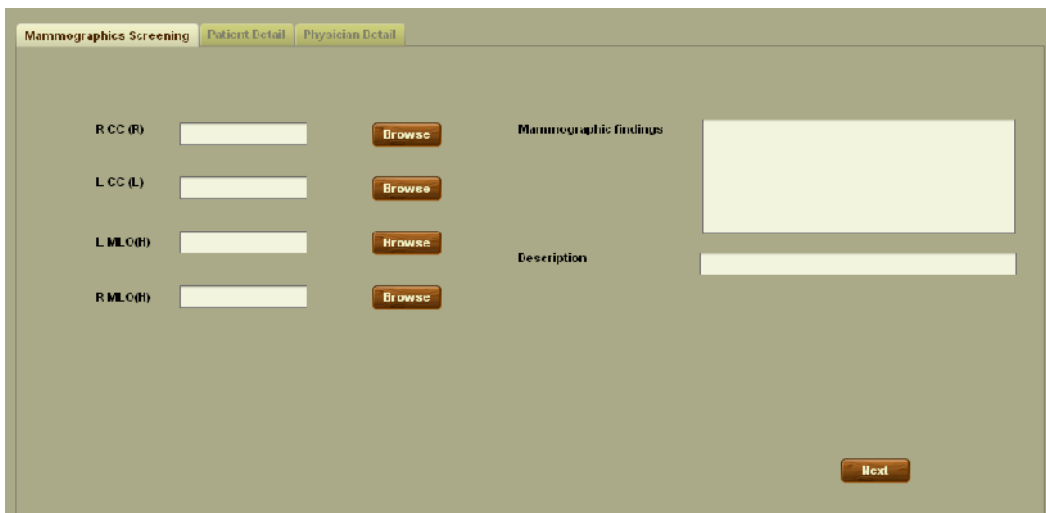 Mammographics Screening Patient Detail Physician Detail
R CC (R) Browse Mammographic findings
L CC (L) Browse
L MLO(H) Browse
Description
R MLO(H) Browse
Next